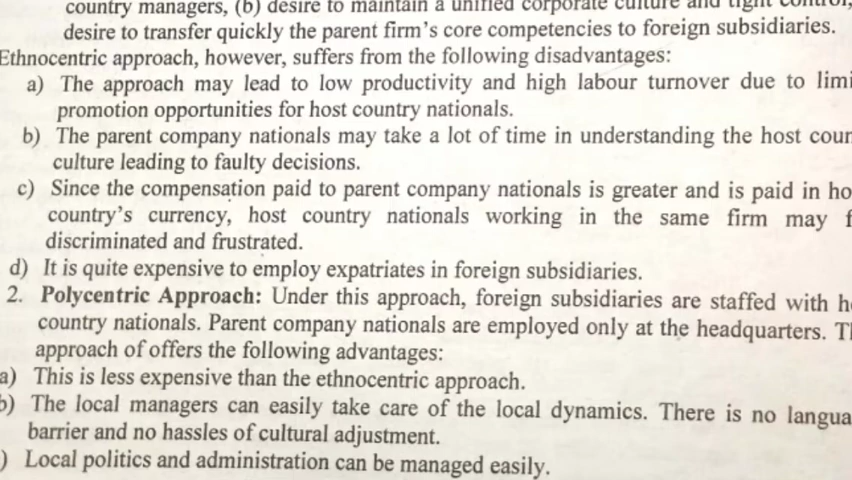 country managers, (b) desire to maintain a unified corporate culture and tight control,
desire to transfer quickly the parent firm's core competencies to foreign subsidiaries.
Ethnocentric approach, however, suffers from the following disadvantages:
a) The approach may lead to low productivity and high labour turnover due to
promotion opportunities for host country nationals.
b) The parent company nationals may take a lot of time in understanding the host
culture leading to faulty decisions.
c) Since the compensation paid to parent company nationals is greater and is paid in
country's currency, host country nationals working in the same firm may
discriminated and frustrated.
d) It is quite expensive to employ expatriates in foreign subsidiaries.
2. Polycentric Approach: Under this approach, foreign subsidiaries are staffed with
country nationals. Parent company nationals are employed only at the headquarters.
approach of offers the following advantages:
a) This is less expensive than the ethnocentric approach.
b) The local managers can easily take care of the local dynamics. There is no
barrier and no hassles of cultural adjustment.
) Local politics and administration can be managed easily.